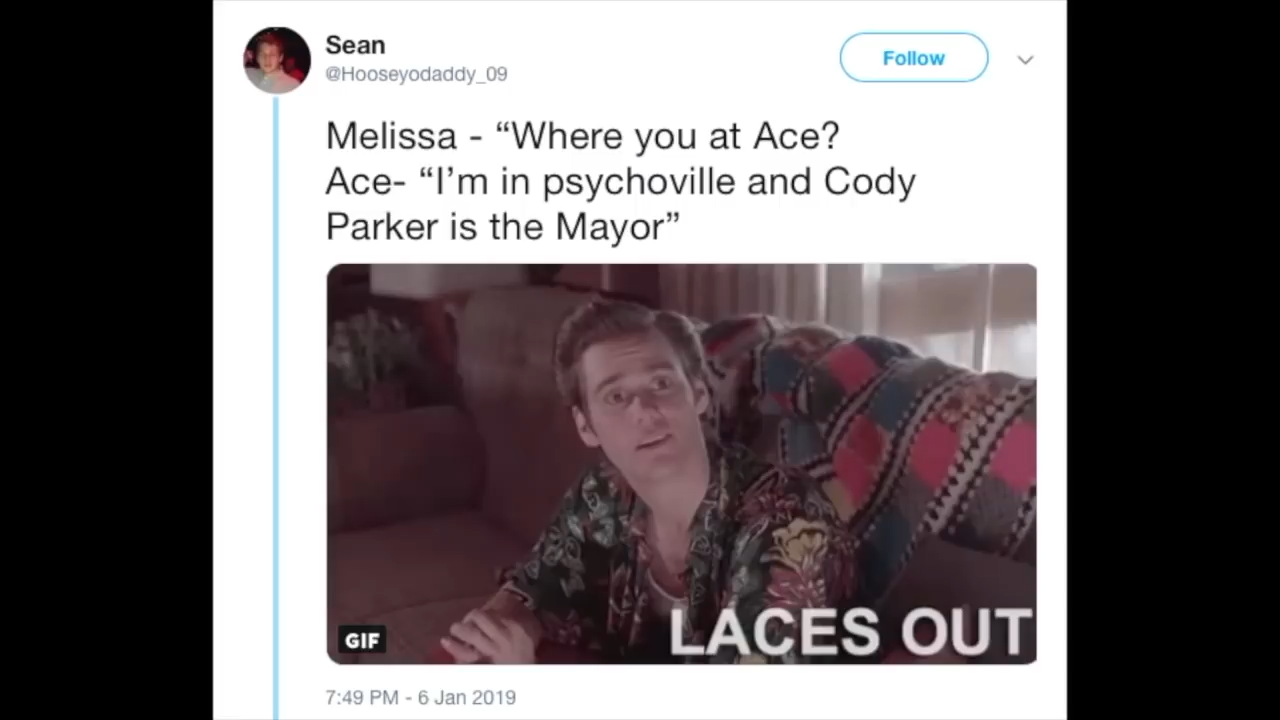 Sean
@Hooseyodaddy_09
Follow
Melissa - “Where you at Ace?
Ace- “I’m in psychoville and Cody
Parker is the Mayor”
LACES OUT
GIF
7:49 PM - 6 Jan 2019